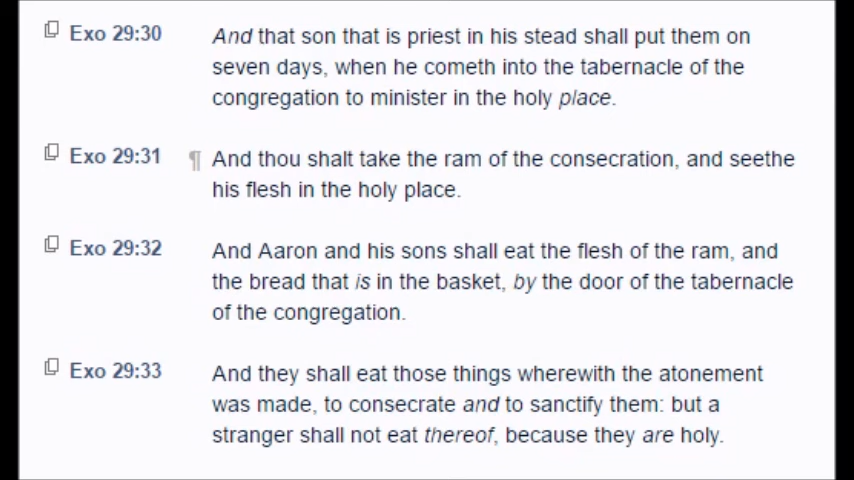 Exo 29:30 And that son that is priest in his stead shall put them on
seven days, when he cometh into the tabernacle of the
congregation to minister in the holy place.
Exo 29:31 ¶ And thou shalt take the ram of the consecration, and seethe
his flesh in the holy place.
Exo 29:32 And Aaron and his sons shall eat the flesh of the ram, and
the bread that is in the basket, by the door of the tabernacle
of the congregation.
Exo 29:33 And they shall eat those things wherewith the atonement
was made, to consecrate and to sanctify them: but a
stranger shall not eat thereof, because they are holy.